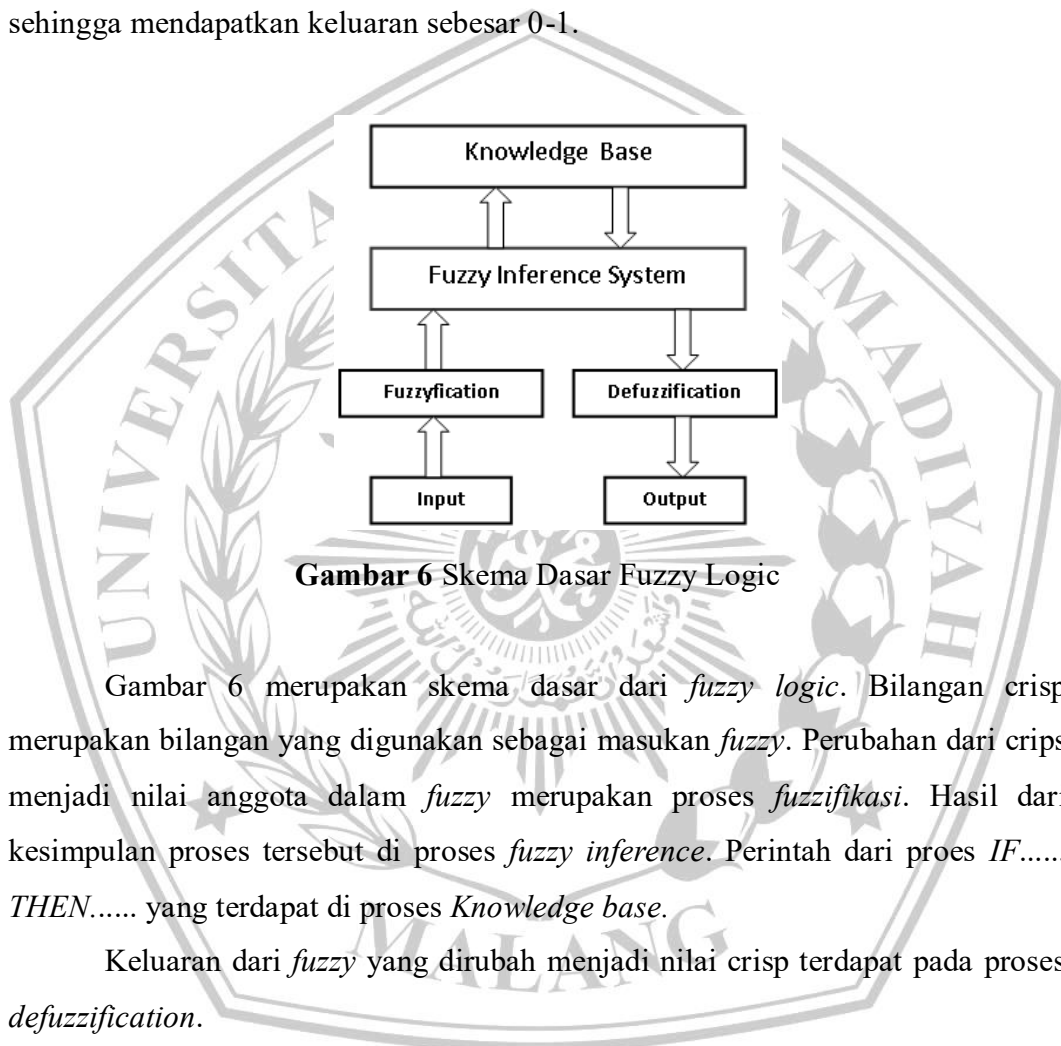 sehingga mendapatkan keluaran sebesar 0-1.
Knowledge Base
Fuzzy Inference System
Fuzzyfication
Defuzzification
Input
Output
Gambar 6 Skema Dasar Fuzzy Logic
Gambar 6 merupakan skema dasar dari fuzzy logic. Bilangan crisp
merupakan bilangan yang digunakan sebagai masukan fuzzy. Perubahan dari crips
menjadi nilai anggota dalam fuzzy merupakan proses fuzzifikasi. Hasil dari
kesimpulan proses tersebut di proses fuzzy inference. Perintah dari proes IF......
THEN...... yang terdapat di proses Knowledge base.
Keluaran dari fuzzy yang dirubah menjadi nilai crisp terdapat pada proses
defuzzification.
MALANG